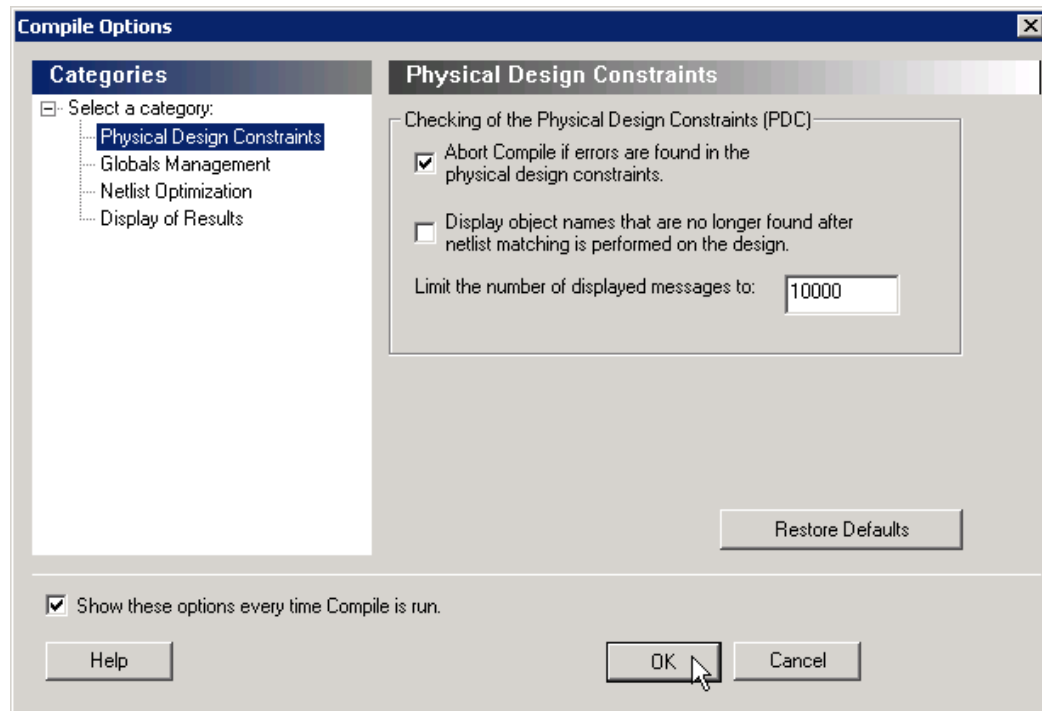 Compile Options
Categories
Select a category:
Physical Design Constraints
Globals Management
Netlist Optimization
Display of Results
Physical Design Constraints
Checking of the Physical Design Constraints (PDC)
Abort Compile if errors are found in the
physical design constraints.
Display object names that are no longer found after
netlist matching is performed on the design.
Limit the number of displayed messages to: 10000
Restore Defaults
Show these options every time Compile is run.
Help OK Cancel